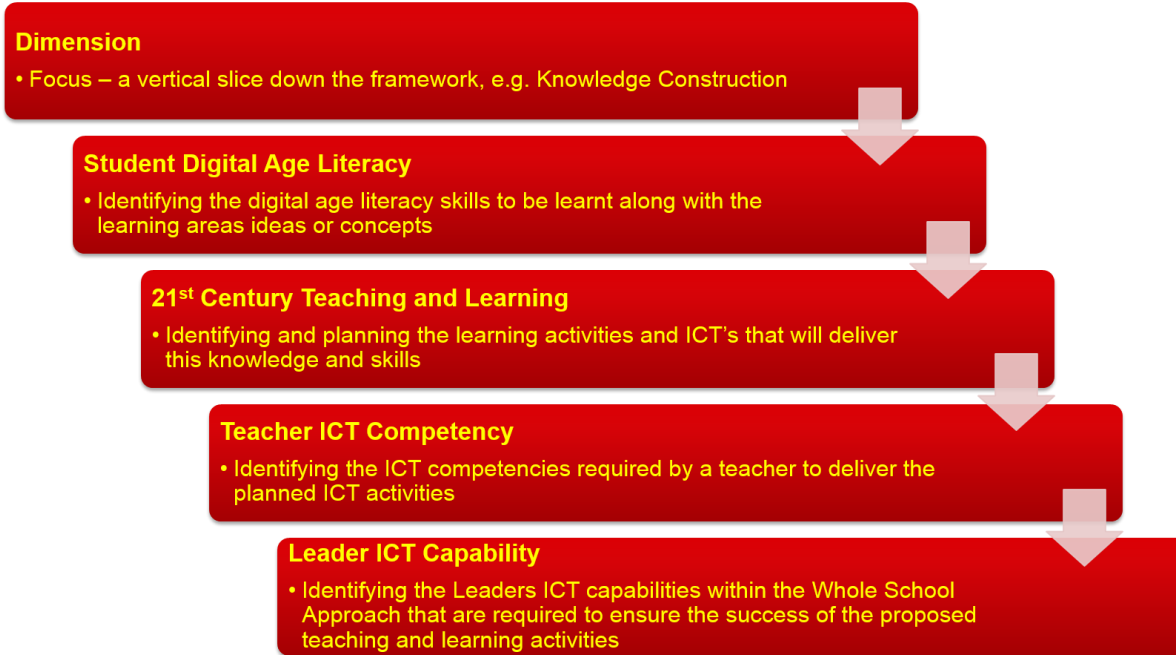 Dimension
• Focus – a vertical slice down the framework, e.g. Knowledge Construction
Student Digital Age Literacy
• Identifying the digital age literacy skills to be learnt along with the
learning areas ideas or concepts
21st Century Teaching and Learning
• Identifying and planning the learning activities and ICT’s that will deliver
this knowledge and skills
Teacher ICT Competency
• Identifying the ICT competencies required by a teacher to deliver the
planned ICT activities
Leader ICT Capability
• Identifying the Leaders ICT capabilities within the Whole School
Approach that are required to ensure the success of the proposed
teaching and learning activities